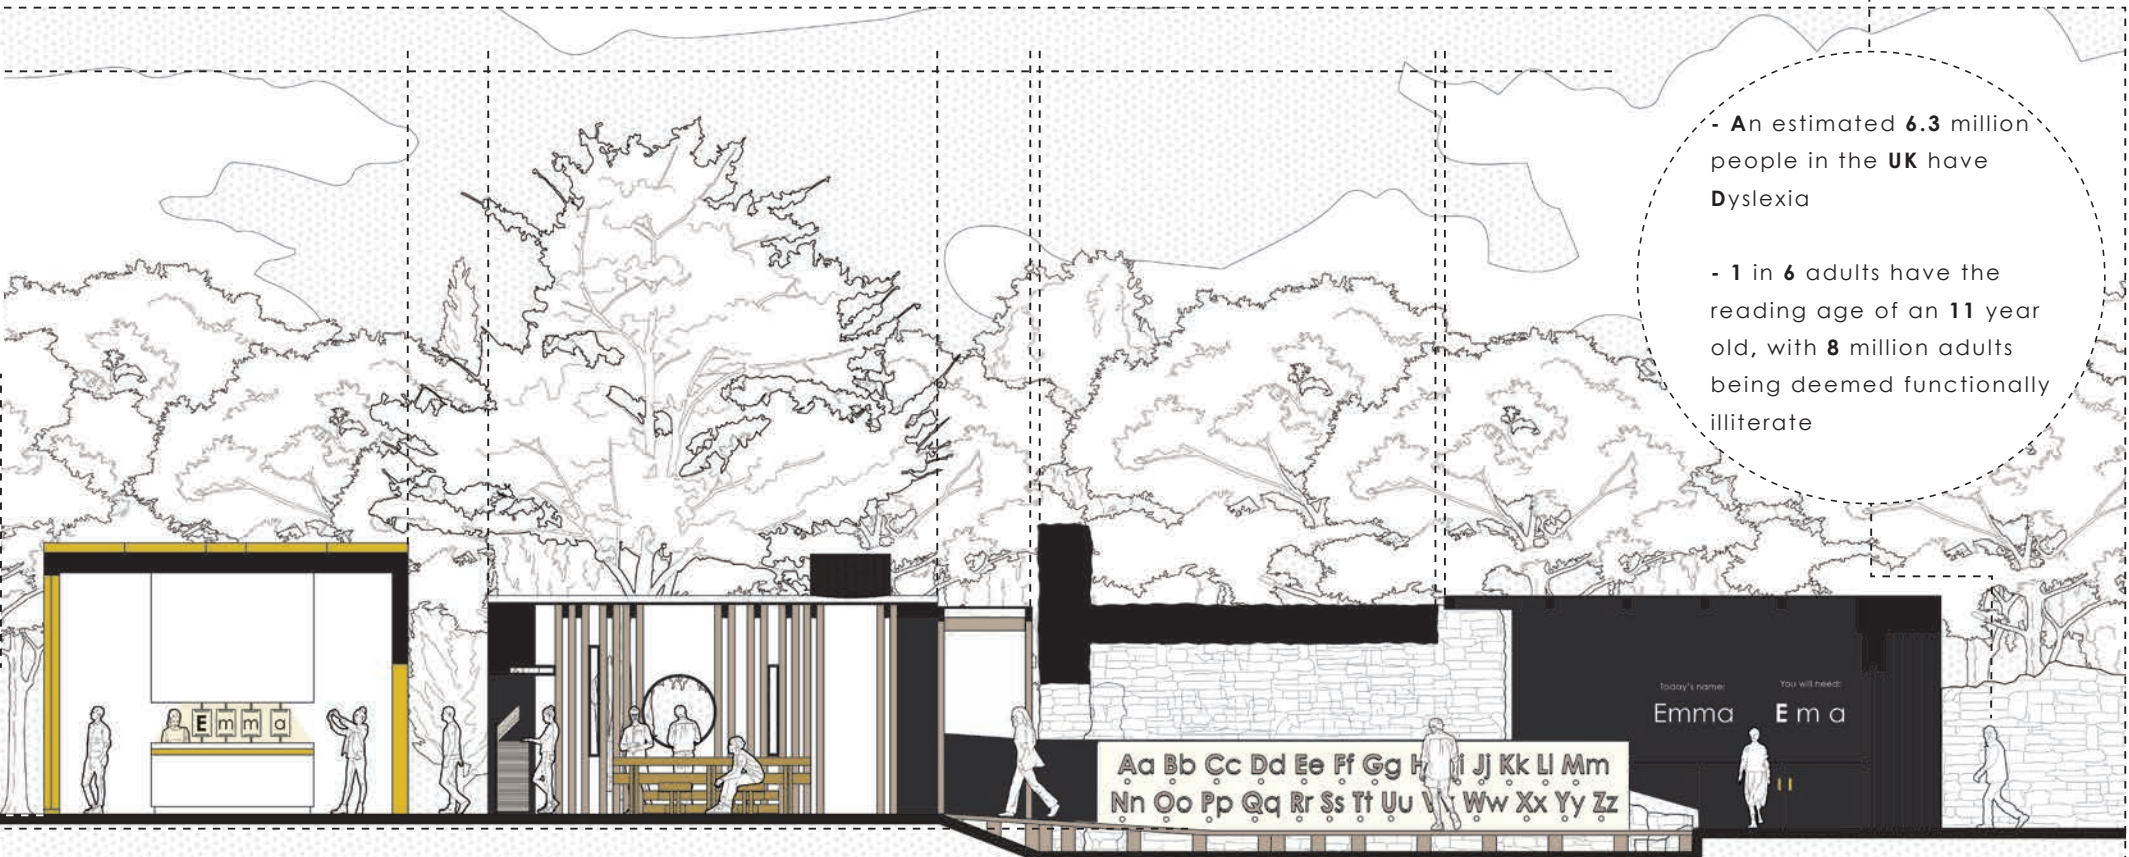 - An estimated 6.3 million
people in the UK have
Dyslexia
- 1 in 6 adults have the
reading age of an 11 year
old, with 8 million adults
being deemed functionally
illiterate
Today's name:
Emma
You will need:
E m a
E m m a
Aa Bb Cc Dd Ee Ff Gg H i Jj Kk Ll Mm
Nn Oo Pp Qq Rr Ss Tt Uu V Ww Xx Yy Zz